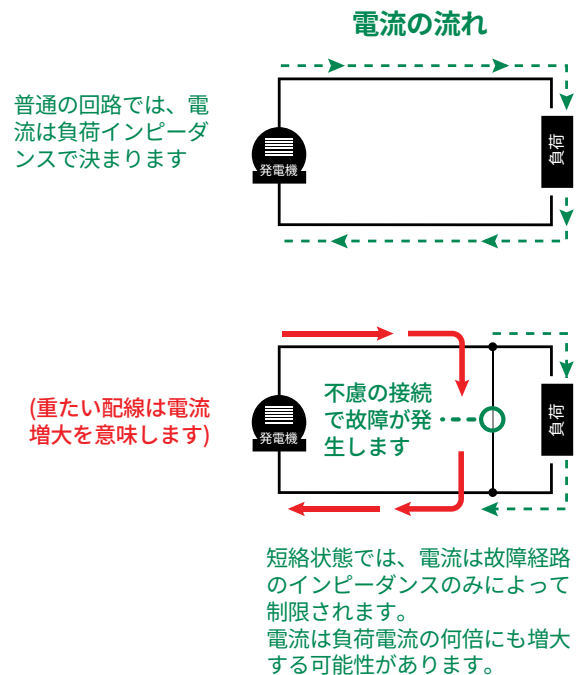 電流の流れ
普通の回路では、電
流は負荷インピーダ
ンスで決まります
発電機
負荷
(重たい配線は電流
増大を意味します)
発電機
不慮の接続
で故障が発
生します
負荷
短絡状態では、電流は故障経路
のインピーダンスのみによって
制限されます。
電流は負荷電流の何倍にも増大
する可能性があります。